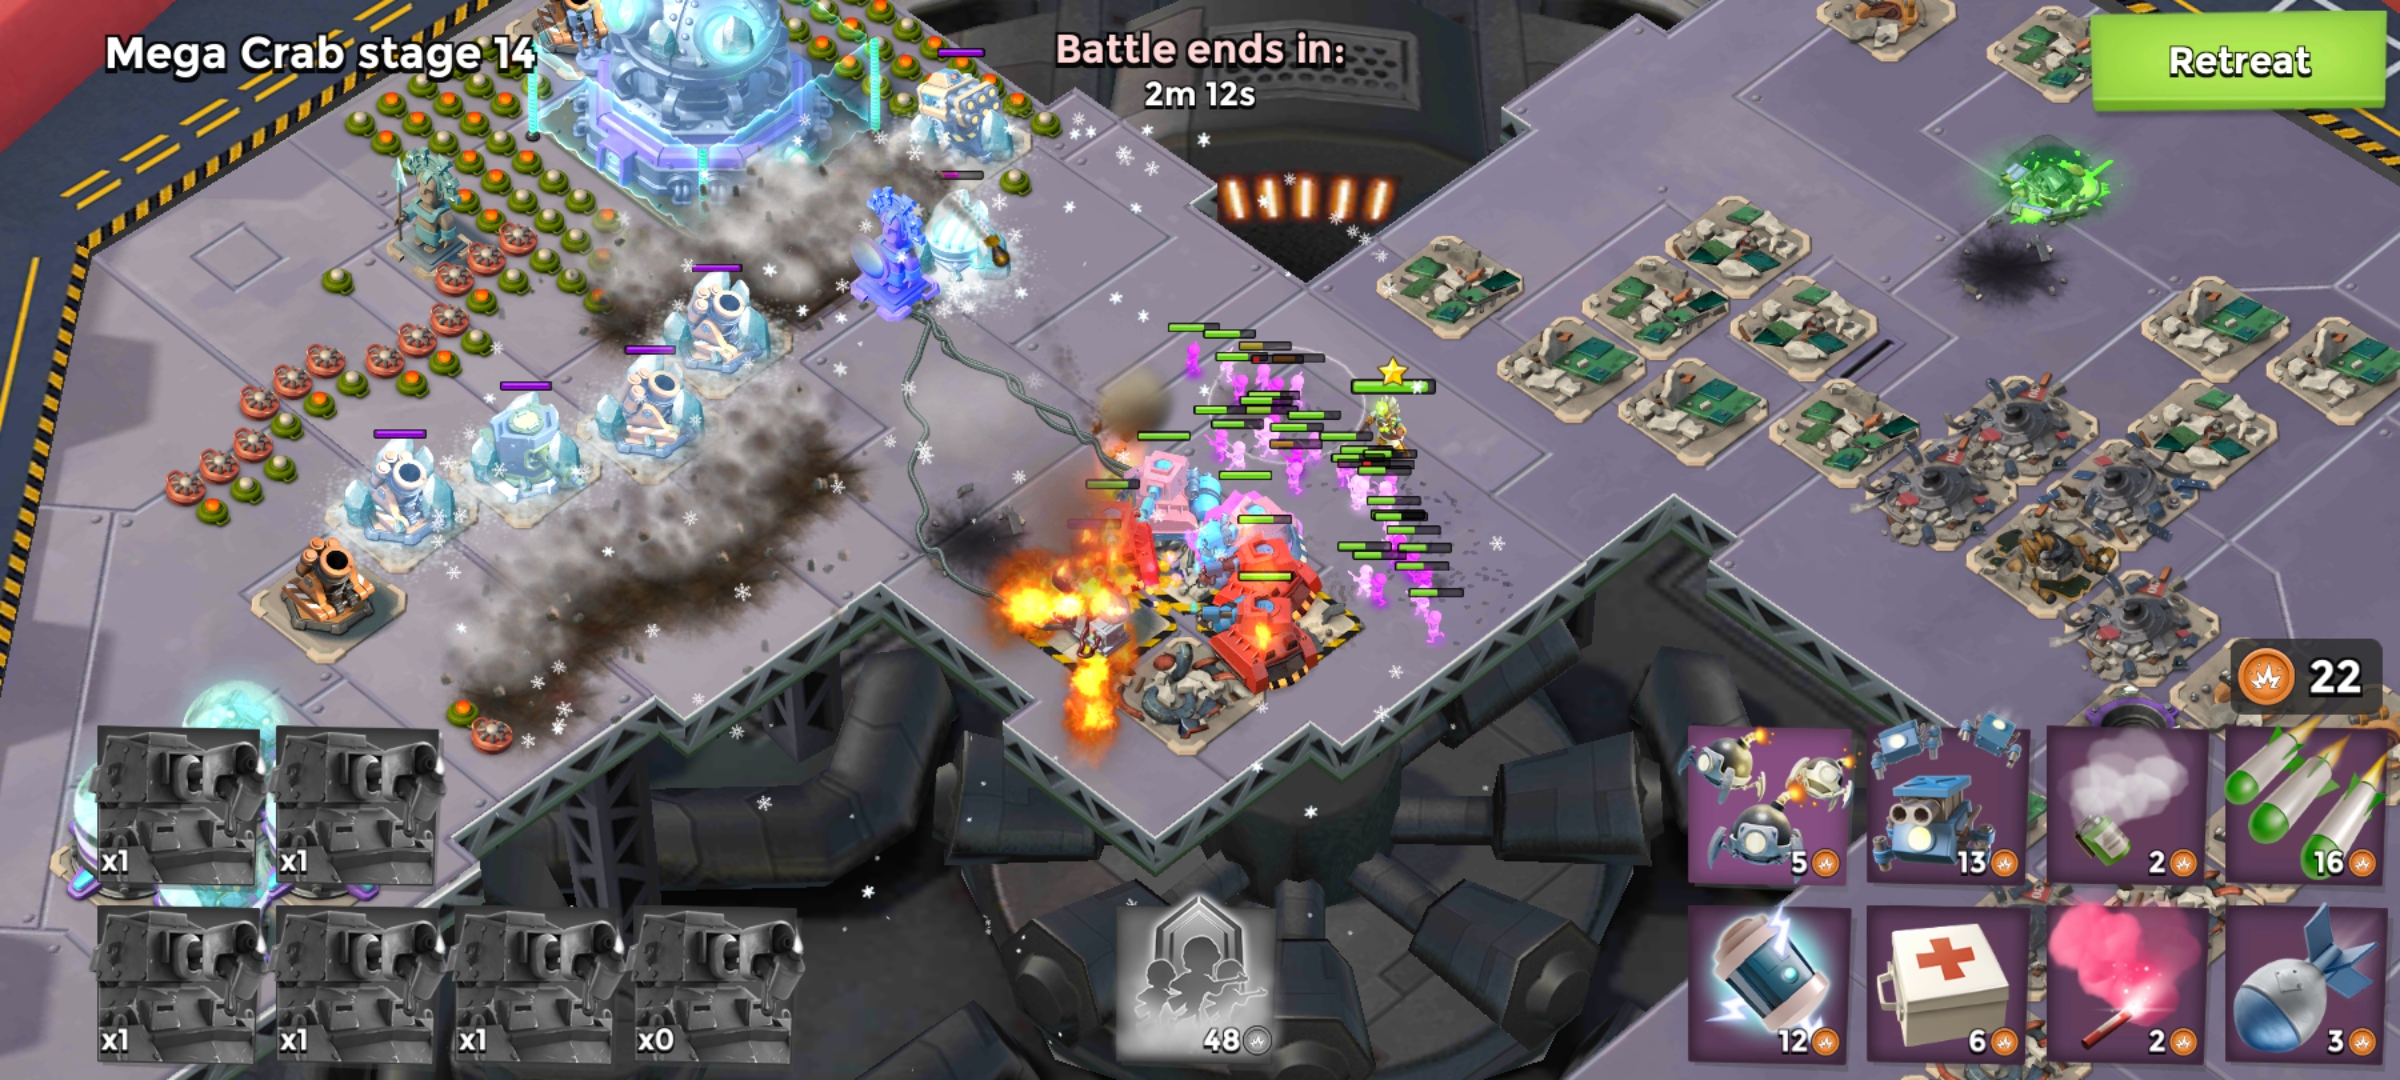 Mega Crab stage 14
Battle ends in:
2m 12s
Retreat
22
x1
x1
5
13
2
16
x1
x1
x1
x0
48
12
6
2
3